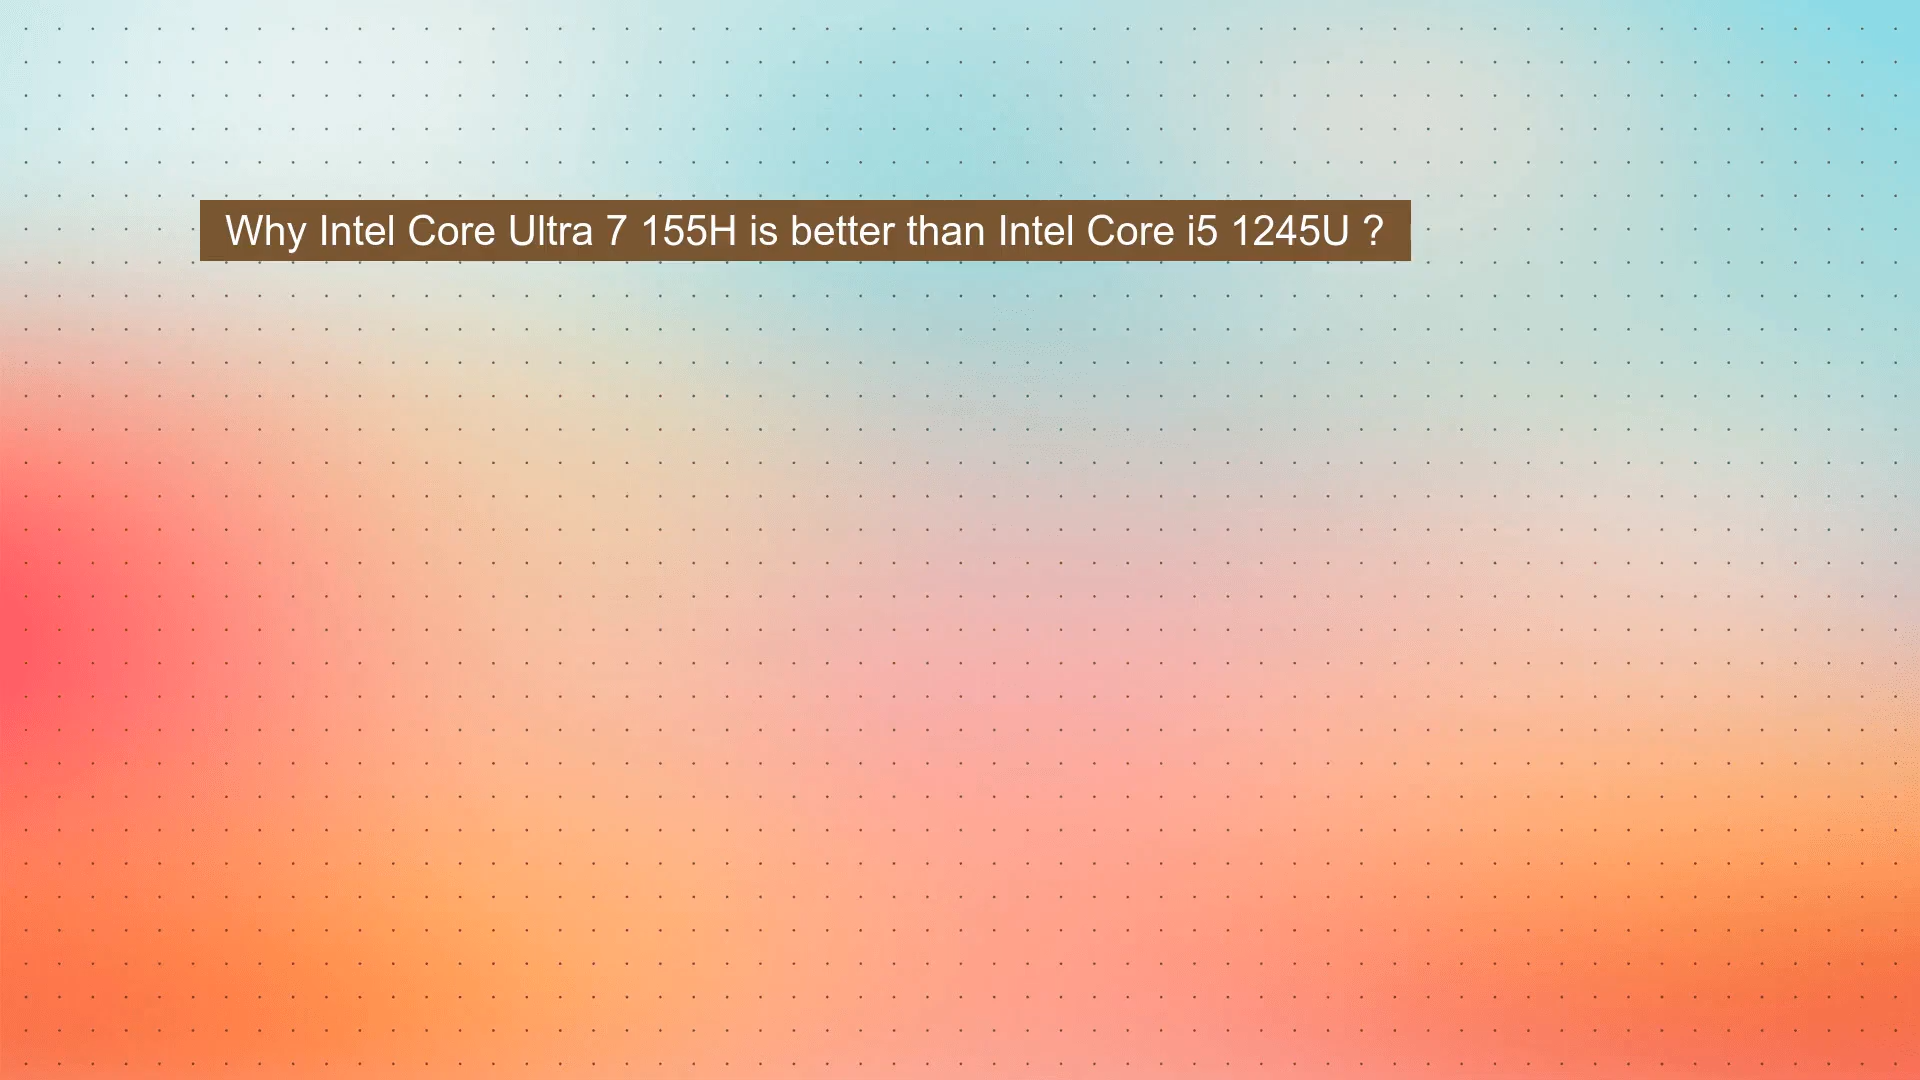 Why Intel Core Ultra 7 155H is better than Intel Core i5 1245U ?